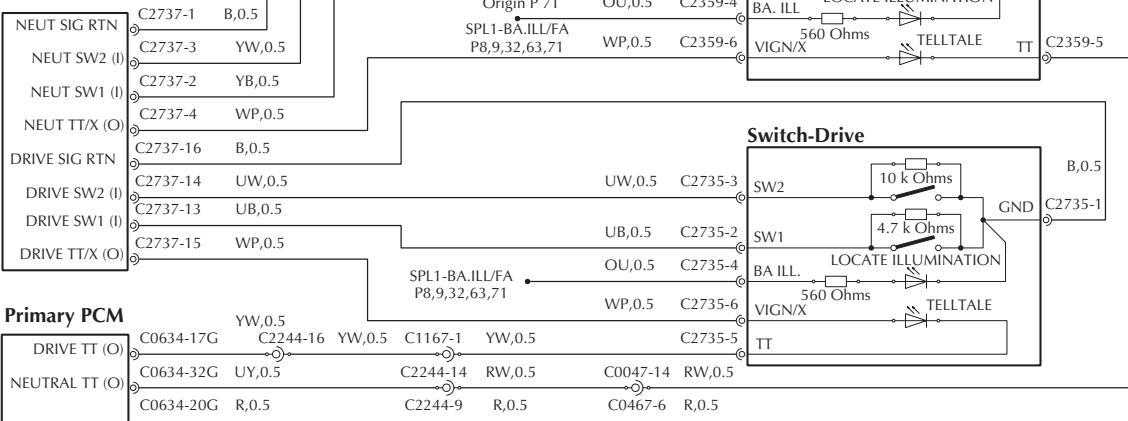 Origin P 71
OU,0.5 C2359-4 BA. ILL
LOCATE ILLUMINATION
560 Ohms
C2737-1 B,0.5
NEUT SIG RTN
SPL1-BA.ILL/FA
P8,9,32,63,71
WP,0.5 C2359-6 VIGN/X
TELLTALE
TT C2359-5
C2737-3 YW,0.5
NEUT SW2 (I)
C2737-2 YB,0.5
NEUT SW1 (I)
C2737-4 WP,0.5
NEUT TT/X (O)
Switch-Drive
C2737-16 B,0.5
DRIVE SIG RTN
B,0.5
10 k Ohms
C2737-14 UW,0.5
UW,0.5 C2735-3
DRIVE SW2 (I)
SW2
C2737-13 UB,0.5
GND C2735-1
DRIVE SW1 (I)
4.7 k Ohms
UB,0.5 C2735-2
SW1
C2737-15 WP,0.5
DRIVE TT/X (O)
LOCATE ILLUMINATION
OU,0.5 C2735-4
BA ILL.
SPL1-BA.ILL/FA
P8,9,32,63,71
560 Ohms
WP,0.5 C2735-6
VIGN/X
TELLTALE
Primary PCM
YW,0.5
C0634-17G C2244-16 YW,0.5 C1167-1 YW,0.5 C2735-5
DRIVE TT (O)
TT
C0634-32G UY,0.5 C2244-14 RW,0.5 C0047-14 RW,0.5
NEUTRAL TT (O)
C0634-20G R,0.5 C2244-9 R,0.5 C0467-6 R,0.5